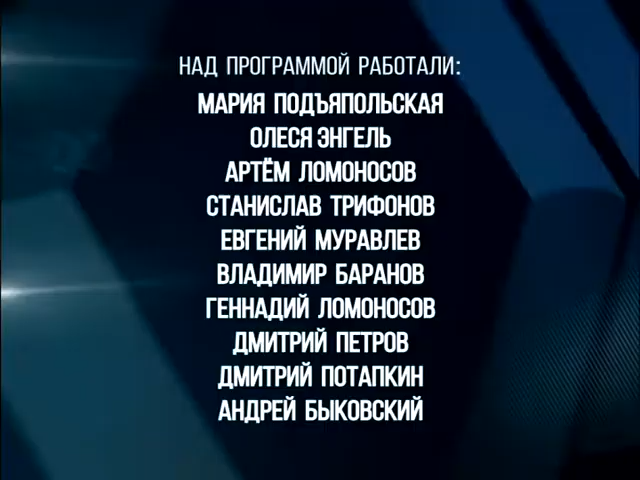 НАД ПРОГРАММОЙ РАБОТАЛИ:
МАРИЯ ПОДЪЯПОЛЬСКАЯ
ОЛЕСЯ ЭНГЕЛЬ
АРТЁМ ЛОМОНОСОВ
СТАНИСЛАВ ТРИФОНОВ
ЕВГЕНИЙ МУРАВЛЕВ
ВЛАДИМИР БАРАНОВ
ГЕННАДИЙ ЛОМОНОСОВ
ДМИТРИЙ ПЕТРОВ
ДМИТРИЙ ПОТАПКИН
АНДРЕЙ БЫКОВСКИЙ